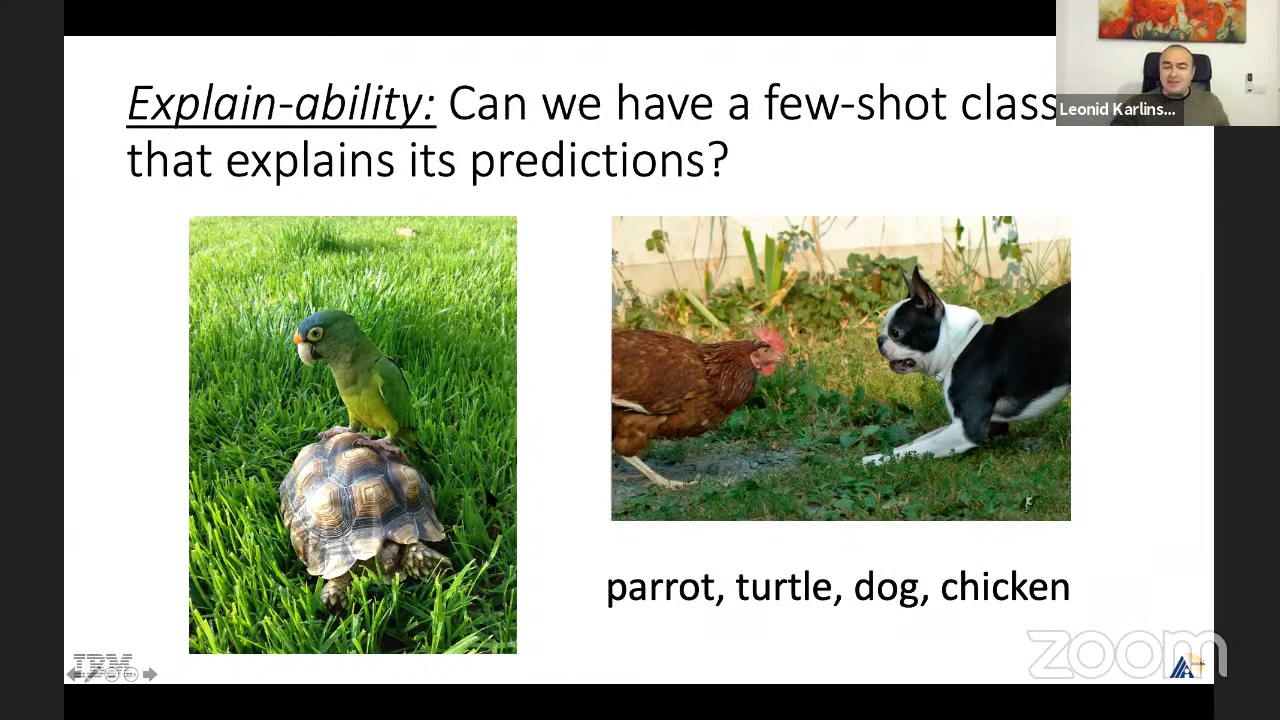 Explain-ability: Can we have a few-shot class
that explains its predictions?
Leonid Karlins...
parrot, turtle, dog, chicken
zoom
IBM